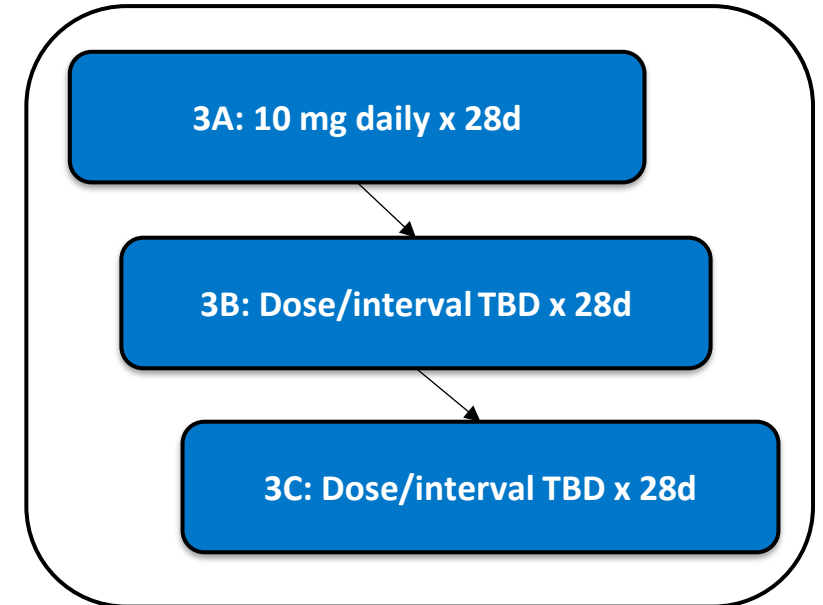 3A: 10 mg daily x 28d
3B: Dose/interval TBD x 28d
3C: Dose/interval TBD x 28d